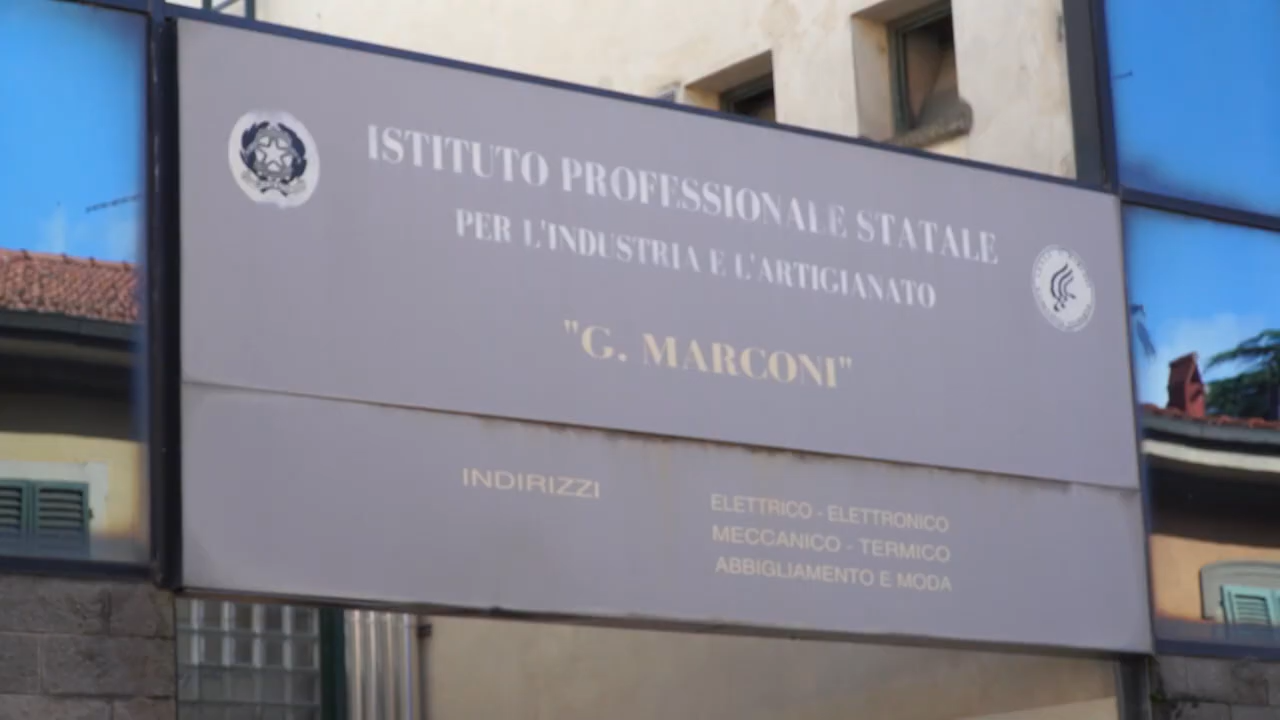 ISTITUTO PROFESSIONALE STATALE
PER L'INDUSTRIA E L'ARTIGIANATO
"G. MARCONI"
INDIRIZZI
ELETTRICO - ELETTRONICO
MECCANICO - TERMICO
ABBIGLIAMENTO E MODA